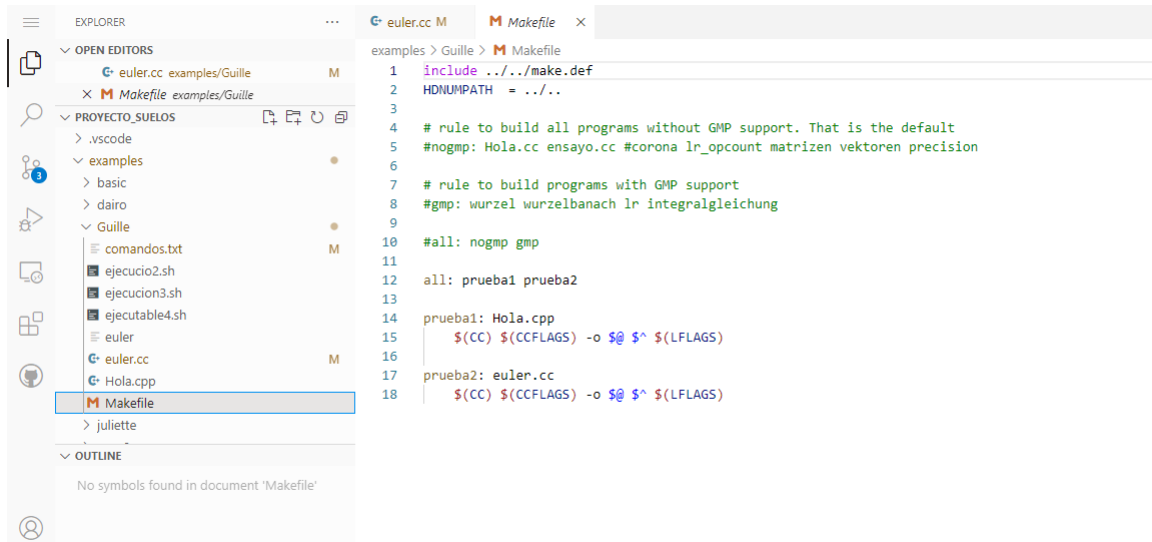 EXPLORER
OPEN EDITORS
euler.cc examples/Guille M
Makefile examples/Guille
PROYECTO_SUELOS
.vscode
examples
basic
dairo
Guille
comandos.txt M
ejecucio2.sh
ejecucion3.sh
ejecutable4.sh
euler
euler.cc M
Hola.cpp
M Makefile
juliette
OUTLINE
No symbols found in document 'Makefile'
3
euler.cc M
M Makefile
examples > Guille > M Makefile
1 include ../../make.def
2 HDNUMPATH = ../..
3
4 # rule to build all programs without GMP support. That is the default
5 #nogmp: Hola.cc ensayo.cc #corona lr_opcount matrizen vektoren precision
6
7 # rule to build programs with GMP support
8 #gmp: wurzel wurzelbanach lr integralgleichung
9
10 #all: nogmp gmp
11
12 all: prueba1 prueba2
13
14 prueba1: Hola.cpp
15 $(CC) $(CCFLAGS) -o $@ $^ $(LFLAGS)
16
17 prueba2: euler.cc
18 $(CC) $(CCFLAGS) -o $@ $^ $(LFLAGS)